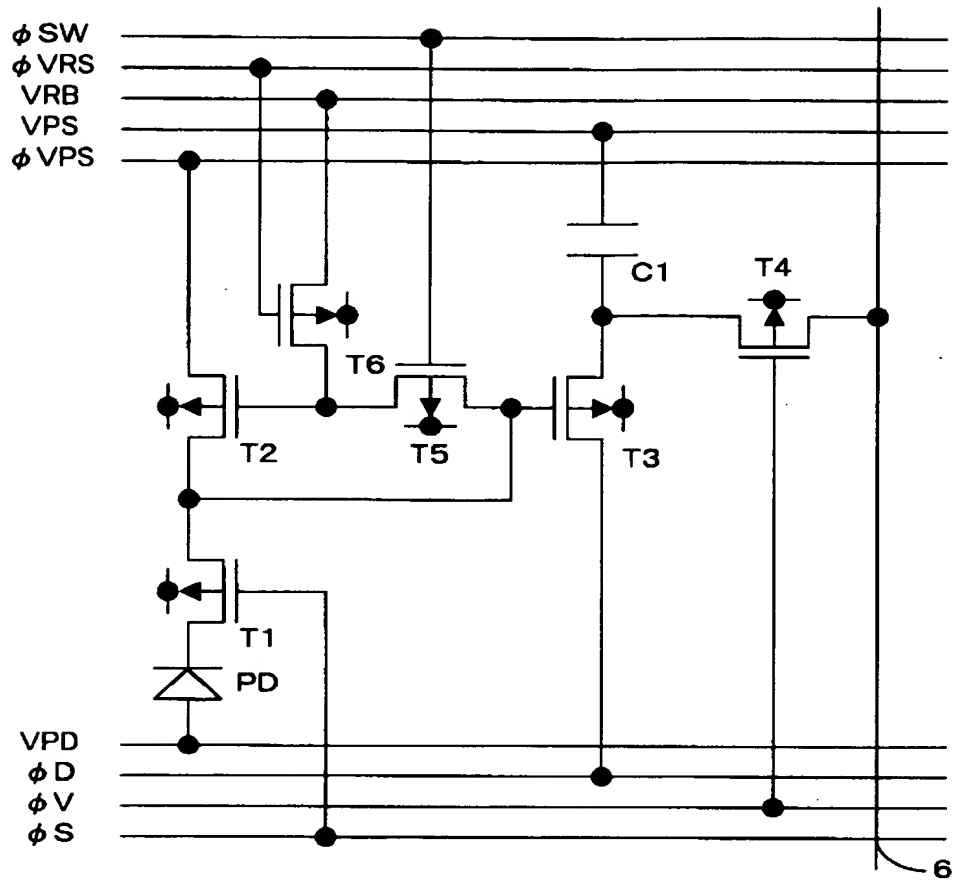 φ SW
φ VRS
VRB
VPS
φ VPS
C1
T4
T6
T2
T5
T3
T1
PD
VPD
φ D
φ V
φ S
6